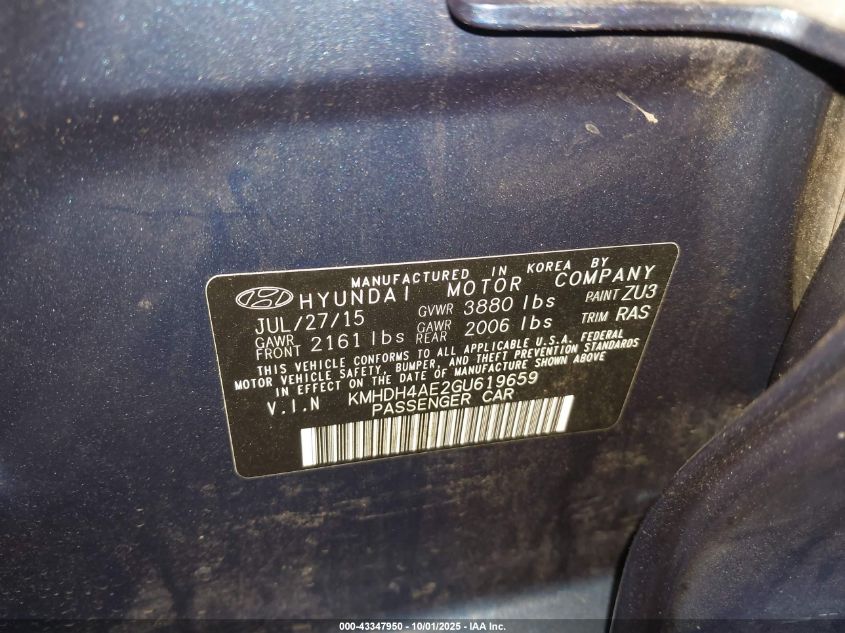 MANUFACTURED IN KOREA BY
HYUNDAI MOTOR COMPANY
JUL/27/15 GVWR 3880 lbs PAINT ZU3
GAWR FRONT 2161 lbs GAWR REAR 2006 lbs TRIM RAS
THIS VEHICLE CONFORMS TO ALL APPLICABLE U.S.A. FEDERAL
MOTOR VEHICLE SAFETY, BUMPER, AND THEFT PREVENTION STANDARDS
IN EFFECT ON THE DATE OF MANUFACTURE SHOWN ABOVE
V.I.N KMHDH4AE2GU619659
PASSENGER CAR
000-43347950 - 10/01/2025 - IAA Inc.